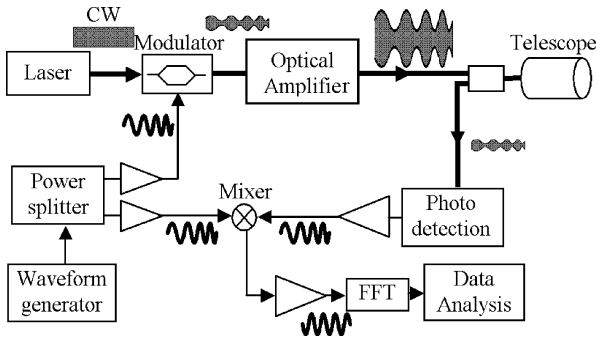 CW
Laser
Modulator
Optical
Amplifier
Telescope
Power
splitter
Mixer
Photo
detection
Waveform
generator
FFT
Data
Analysis